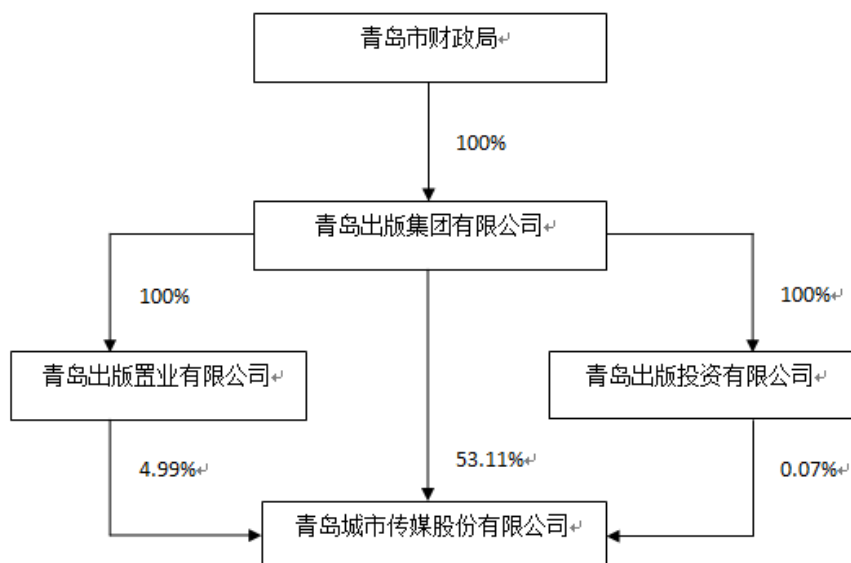 青岛市财政局↵
100%
青岛出版集团有限公司↵
100%
100%↵
青岛出版置业有限公司↵
青岛出版投资有限公司↵
4.99%↵
53.11%↵
0.07%↵
青岛城市传媒股份有限公司↵